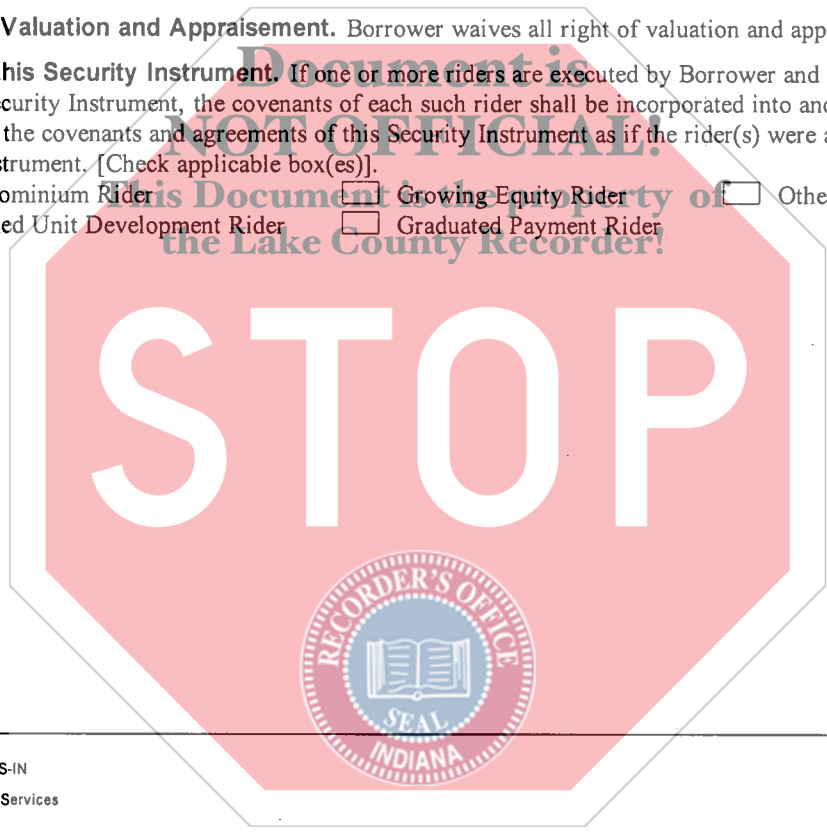 Valuation and Appraisement. Borrower waives all right of valuation and app
Document is
his Security Instrument. If one or more riders are executed by Borrower and
curity Instrument, the covenants of each such rider shall be incorporated into and
NOT OFFICIAL!
the covenants and agreements of this Security Instrument as if the rider(s) were a
strument. [Check applicable box(es)].
This Document is the property of
ominium Rider Growing Equity Rider Othe
ed Unit Development Rider Graduated Payment Rider
the Lake County Recorder!
STOP
RECORDER'S OFFICE
SEAL
INDIANA
S-IN
Services